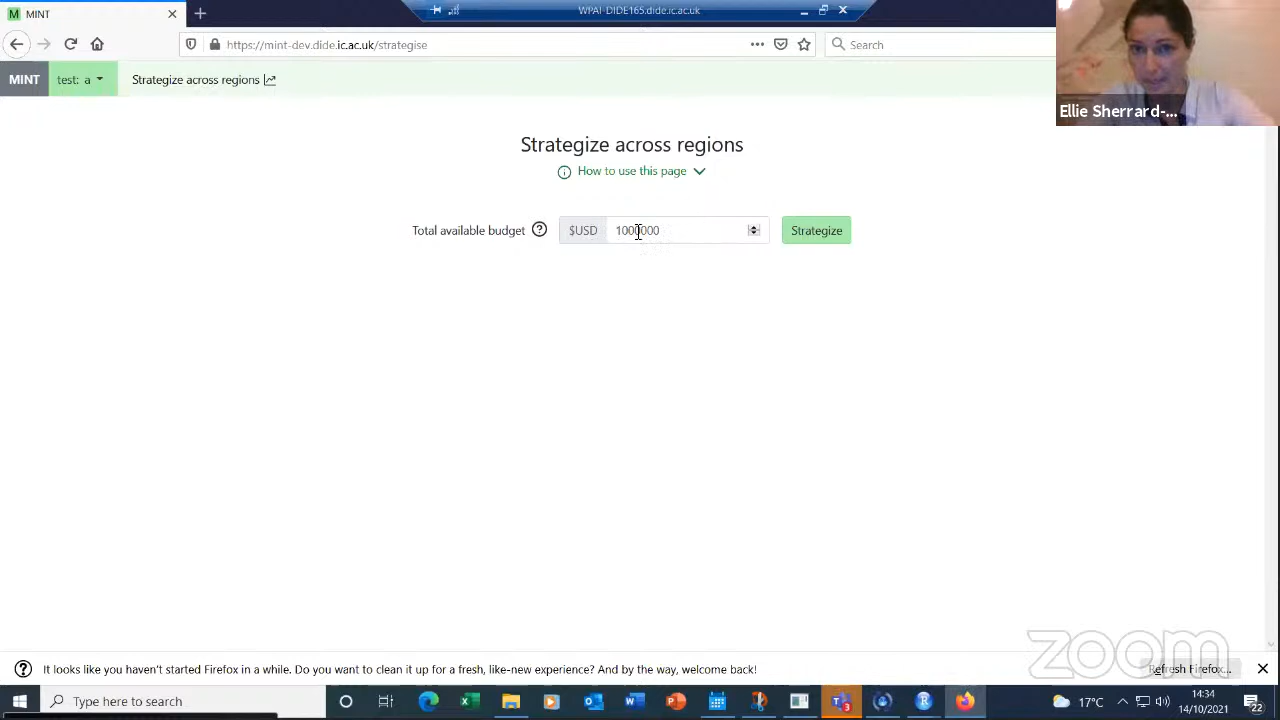 MINT
WPAI-DIDE165.dide.ic.ac.uk
https://mint-dev.dide.ic.ac.uk/strategise
Search
MINT
test: a
Strategize across regions
Ellie Sherrard-...
Strategize across regions
How to use this page
Total available budget
$USD
1000000
Strategize
zoom
It looks like you haven't started Firefox in a while. Do you want to clean it up for a fresh, like-new experience? And by the way, welcome back!
Refresh Firefox...
Type here to search
17°C
14:34
14/10/2021
22